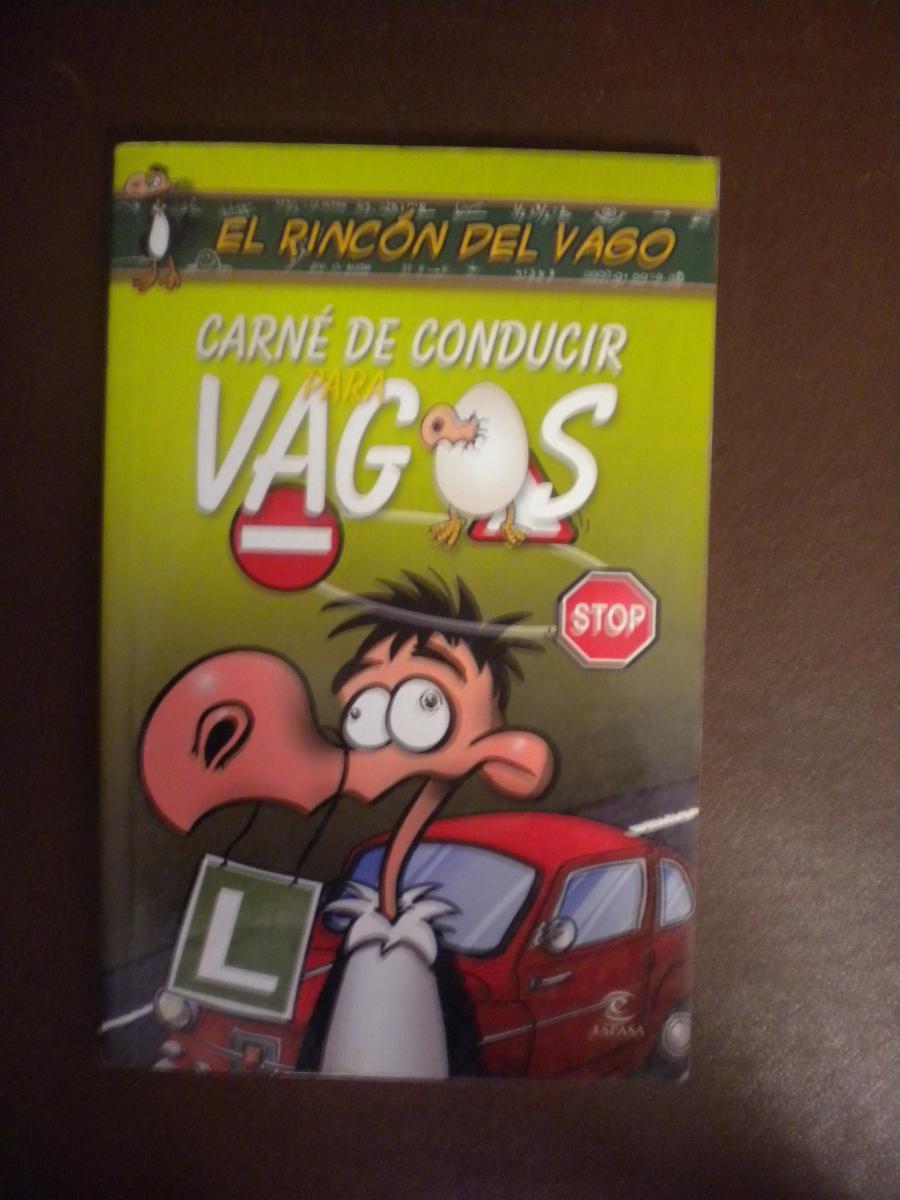 EL RINCÓN DEL VAGO
CARNÉ DE CONDUCIR
PARA
VAGOS
STOP
L
ESPASA